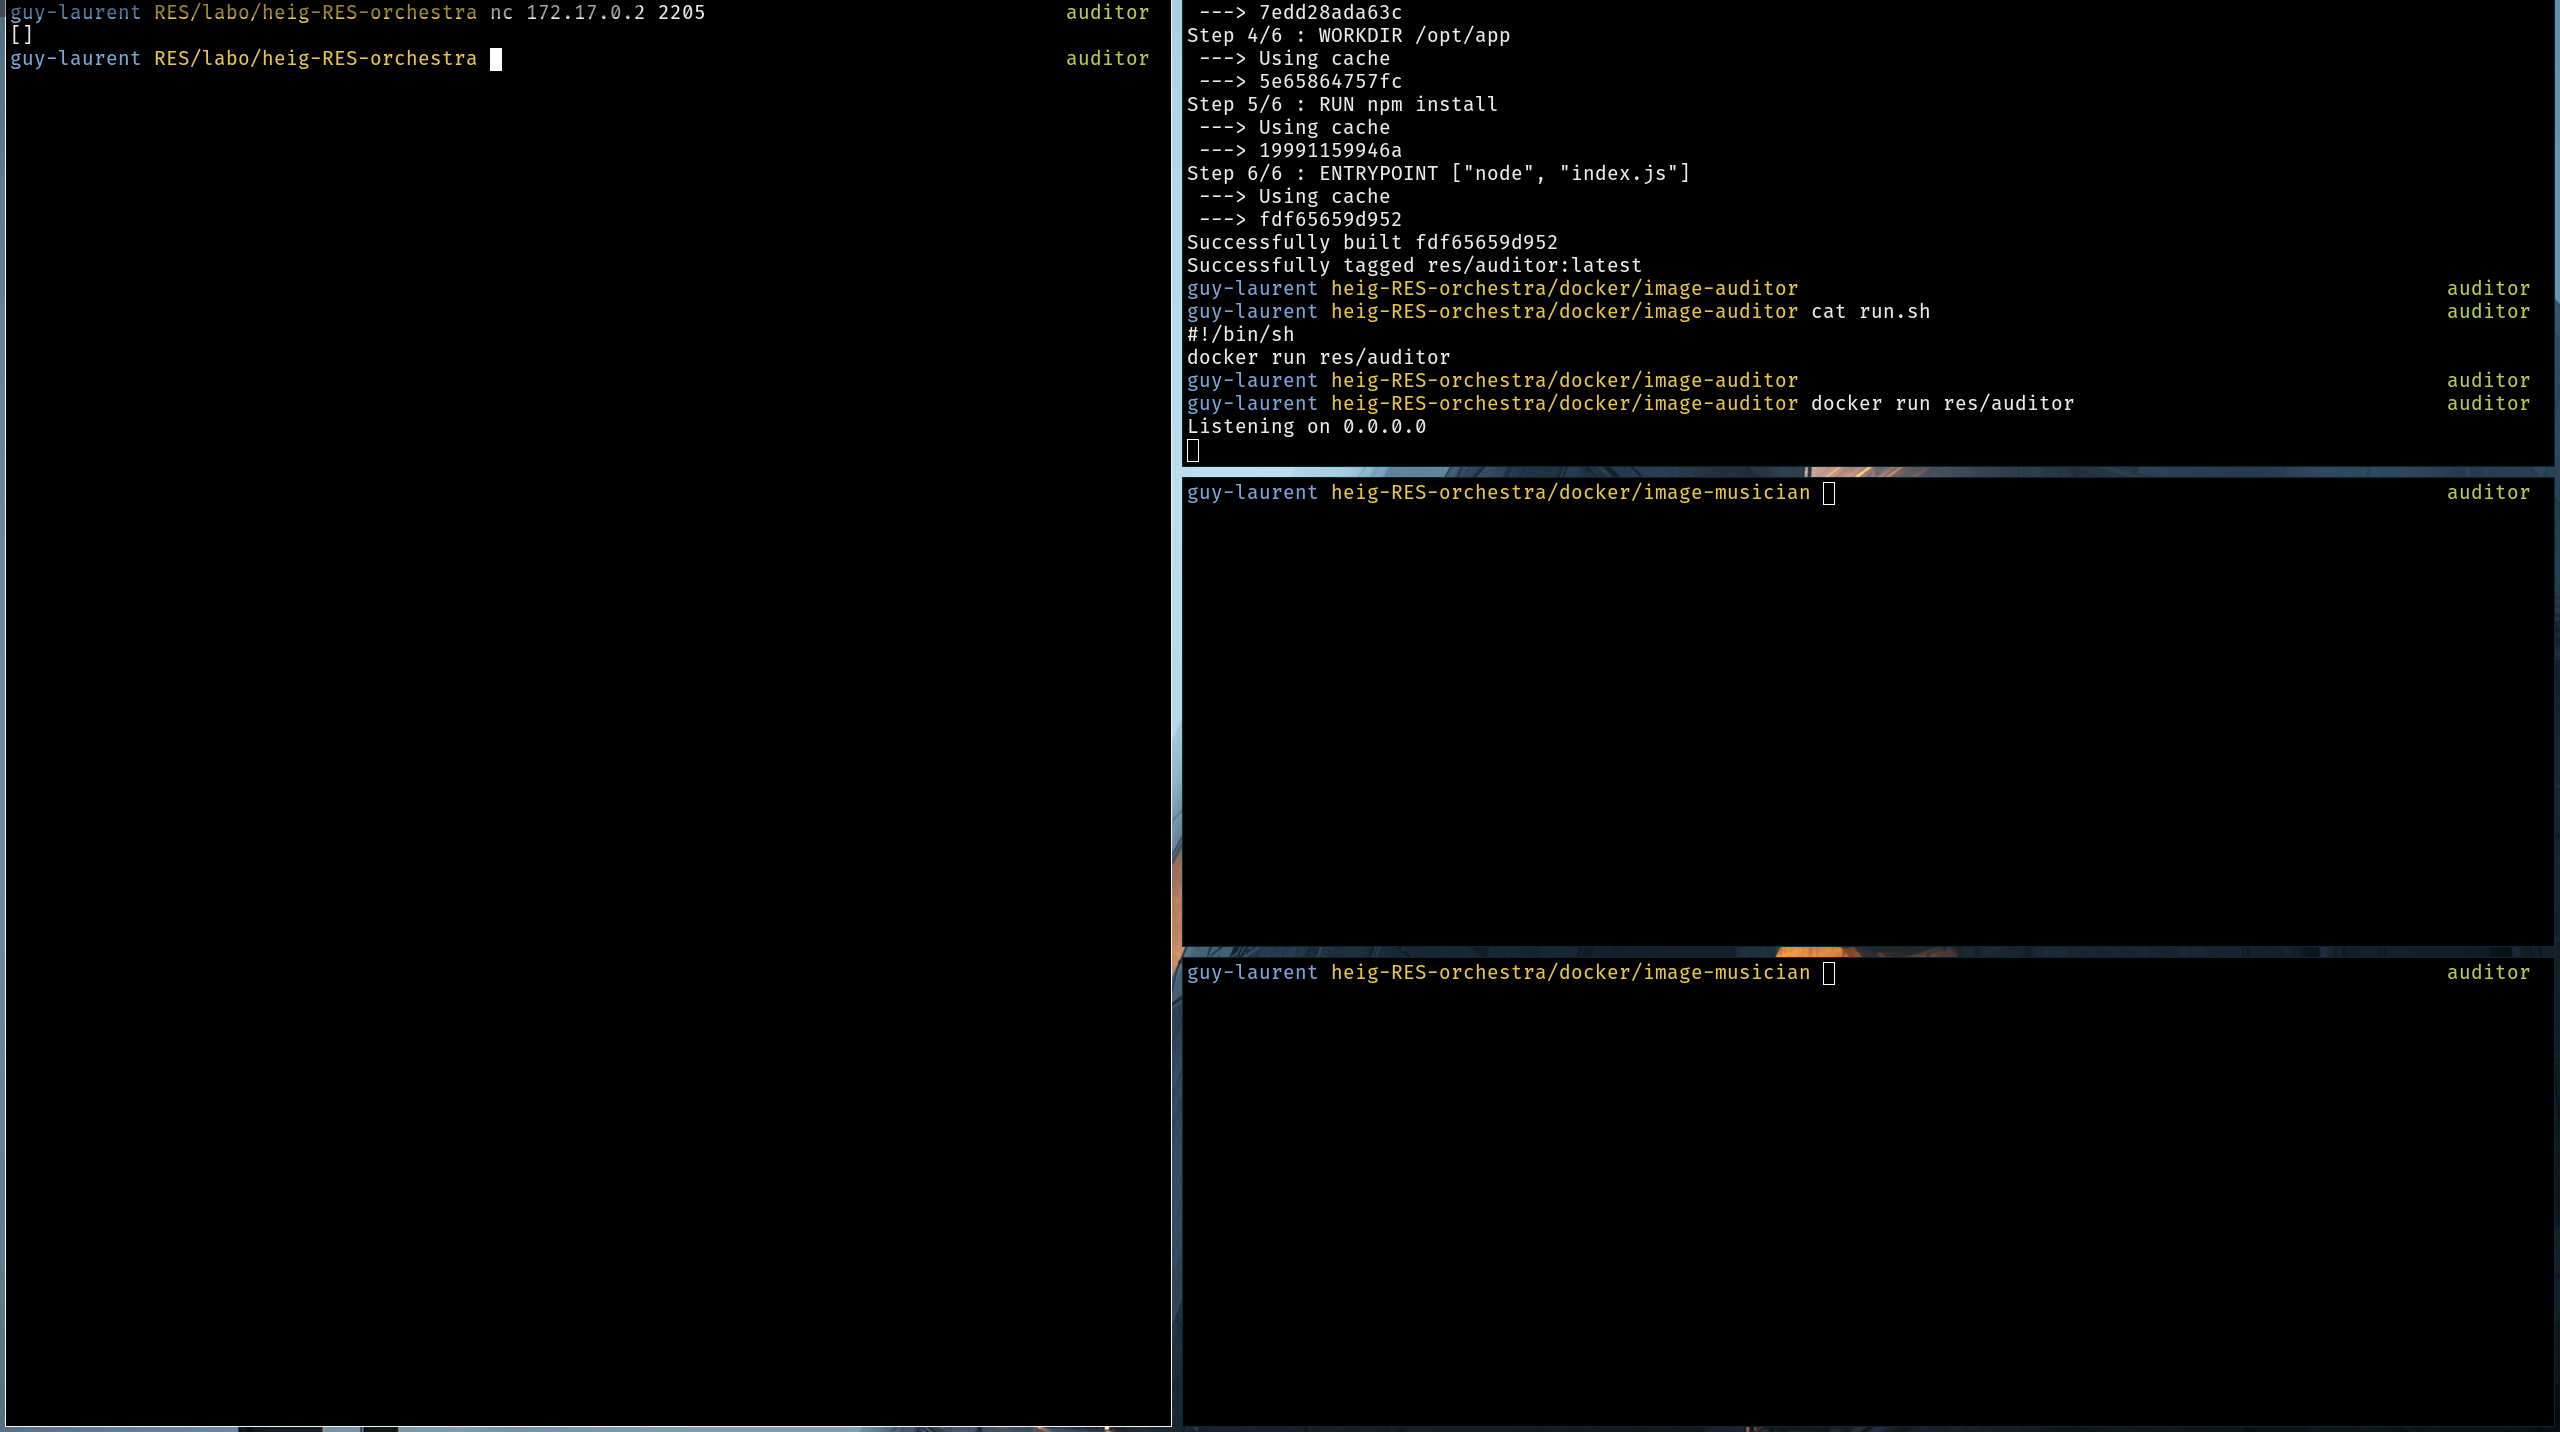 guy-laurent RES/labo/heig-RES-orchestra nc 172.17.0.2 2205 auditor
[]
guy-laurent RES/labo/heig-RES-orchestra auditor
---> 7edd28ada63c
Step 4/6 : WORKDIR /opt/app
---> Using cache
---> 5e65864757fc
Step 5/6 : RUN npm install
---> Using cache
---> 19991159946a
Step 6/6 : ENTRYPOINT ["node", "index.js"]
---> Using cache
---> fdf65659d952
Successfully built fdf65659d952
Successfully tagged res/auditor:latest
guy-laurent heig-RES-orchestra/docker/image-auditor auditor
guy-laurent heig-RES-orchestra/docker/image-auditor cat run.sh auditor
#!/bin/sh
docker run res/auditor
guy-laurent heig-RES-orchestra/docker/image-auditor auditor
guy-laurent heig-RES-orchestra/docker/image-auditor docker run res/auditor auditor
Listening on 0.0.0.0
guy-laurent heig-RES-orchestra/docker/image-musician auditor
guy-laurent heig-RES-orchestra/docker/image-musician auditor